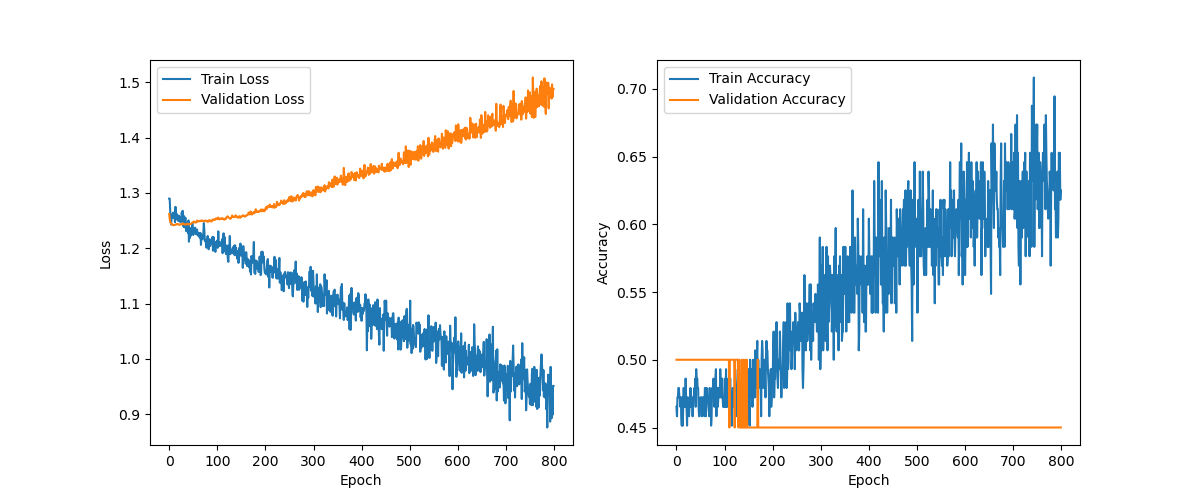 Train Loss
Validation Loss
1.5
1.4
1.3
1.2
1.1
1.0
0.9
Loss
0 100 200 300 400 500 600 700 800
Epoch
Train Accuracy
Validation Accuracy
0.70
0.65
0.60
0.55
0.50
0.45
Accuracy
0 100 200 300 400 500 600 700 800
Epoch